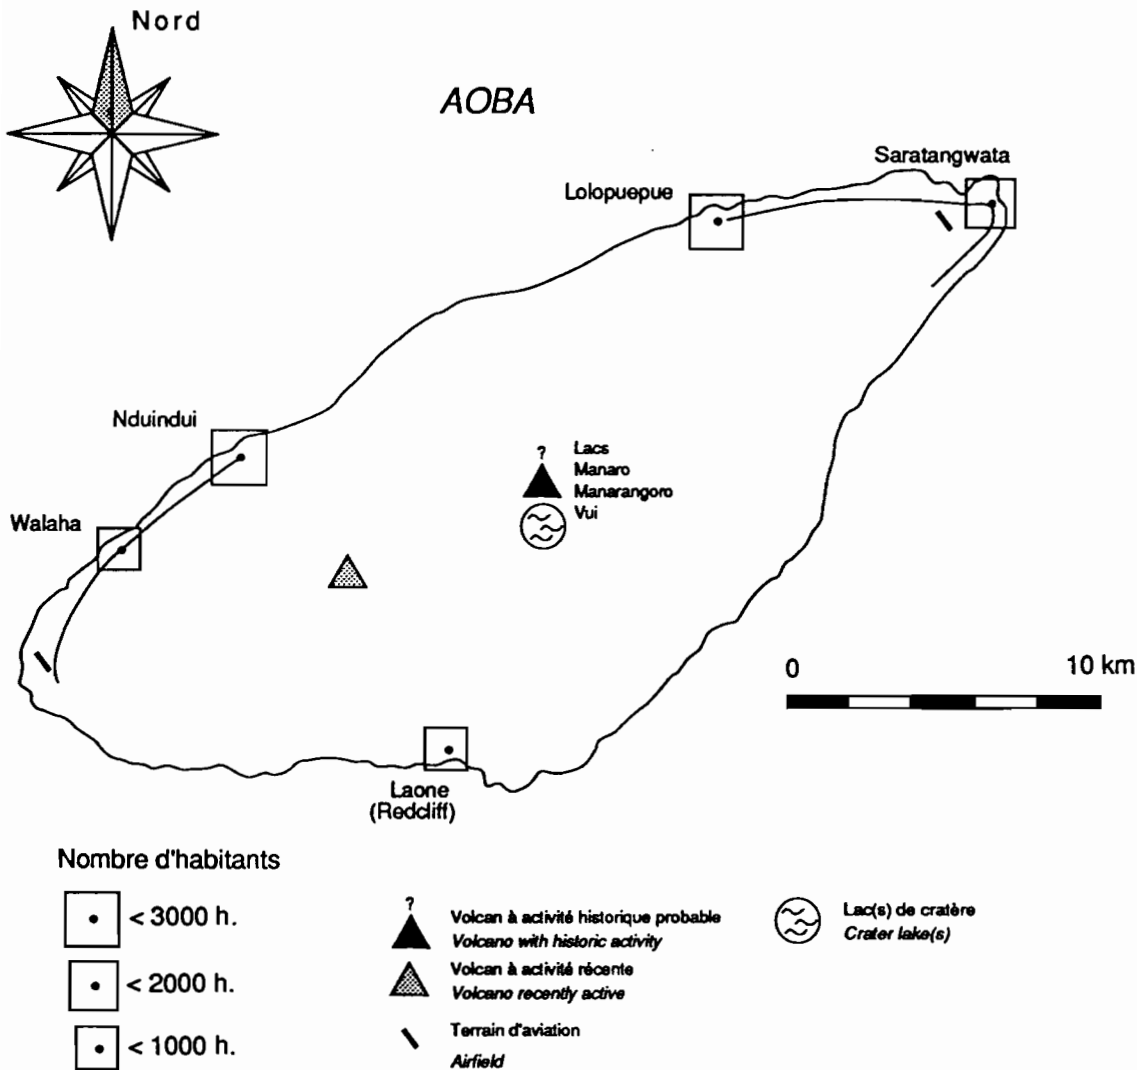 Nord
AOBA
Saratangwata
Lolopuepue
Nduindui
?
Lacs
Manaro
Manarangoro
Vui
Walaha
0
10 km
Laone
(Redcliff)
Nombre d'habitants
< 3000 h.
< 2000 h.
< 1000 h.
?
Volcan à activité historique probable
Volcano with historic activity
Volcan à activité récente
Volcano recently active
Terrain d'aviation
Airfield
Lac(s) de cratère
Crater lake(s)